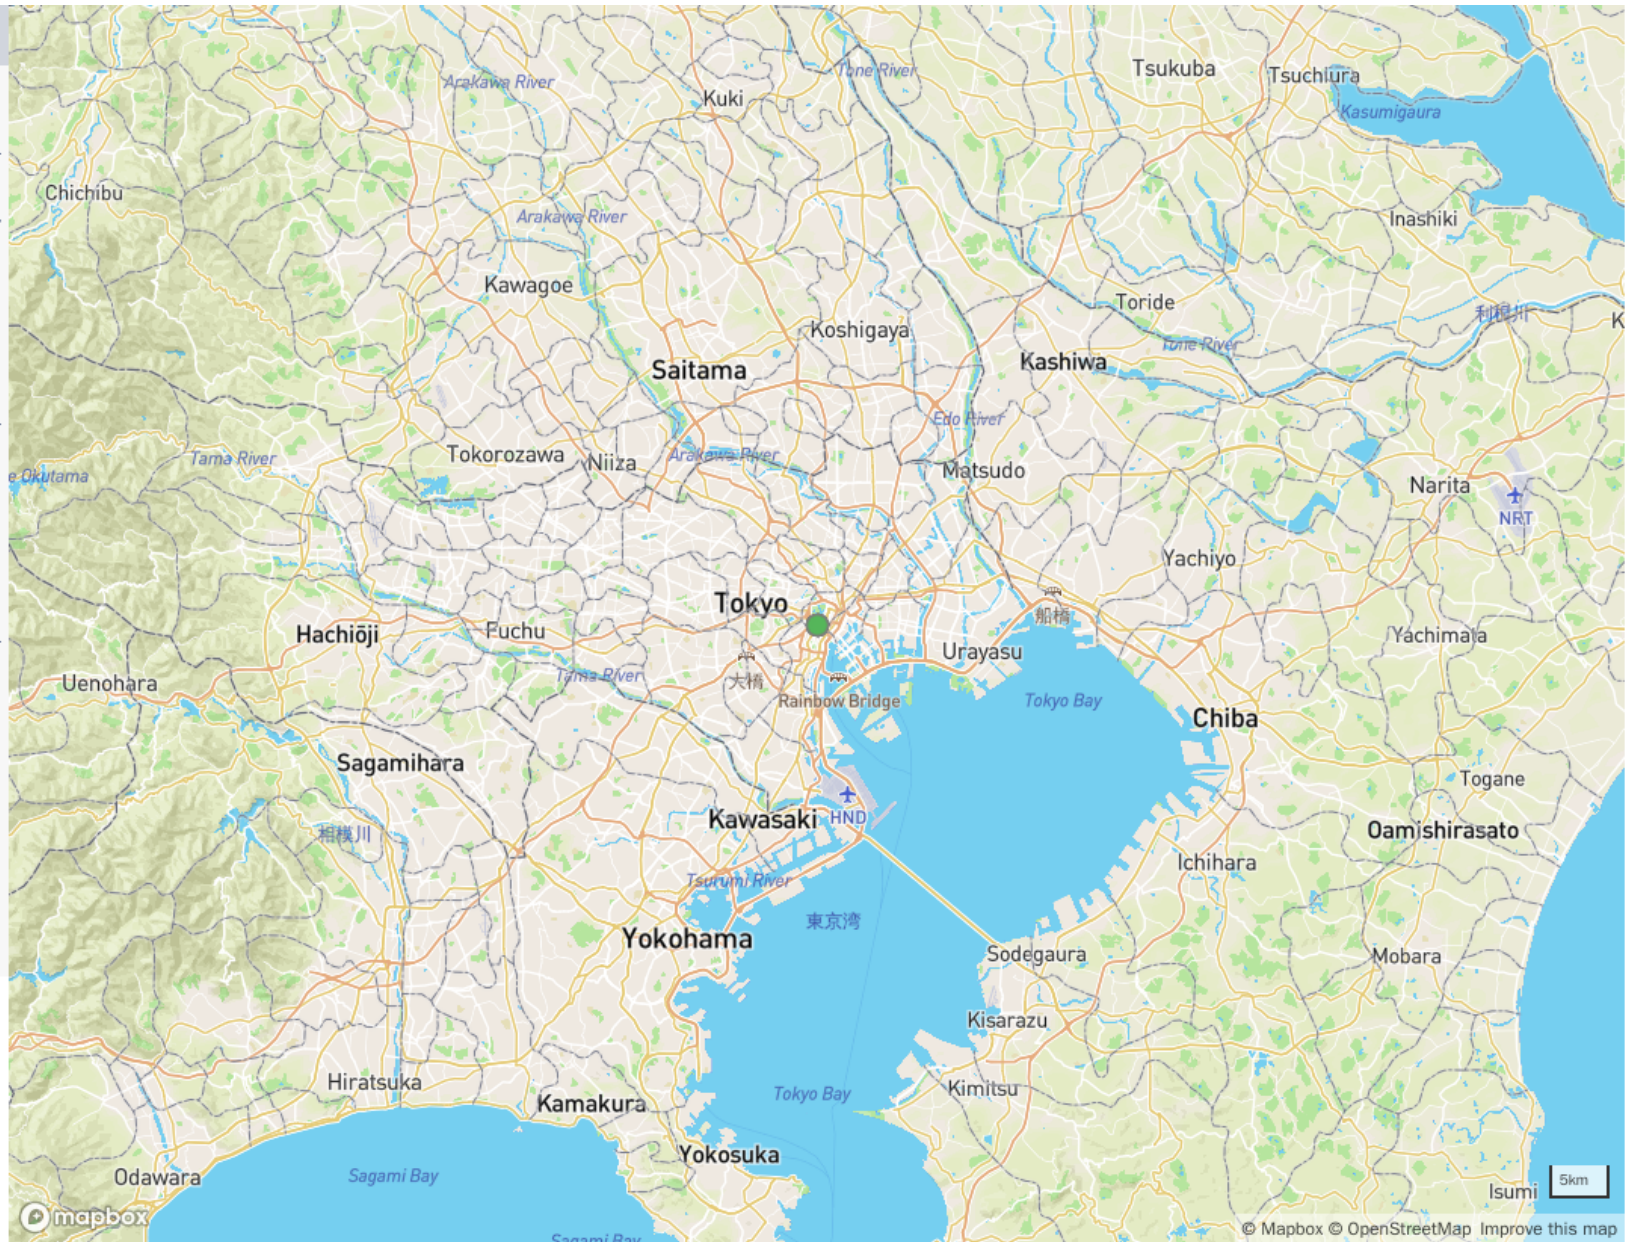 Arakawa River
Tone River
Tsukuba
Tsuchiura
Kuki
Kasumigaura
Chichibu
Arakawa River
Inashiki
Kawagoe
Toride
利根川
Koshigaya
K
Tone River
Saitama
Kashiwa
Edo River
Tokorozawa
Niiza
Arakawa River
Tama River
Matsudo
e Okutama
Narita
NRT
Yachiyo
Tokyo
船橋
Hachiōji
Fuchu
Yachimata
Urayasu
Tama River
大橋
Uenohara
Rainbow Bridge
Tokyo Bay
Chiba
Sagamihara
Togane
Kawasaki
HND
相模川
Oamishirasato
Ichihara
Tsurumi River
東京湾
Yokohama
Sodegaura
Mobara
Kisarazu
Hiratsuka
Kimitsu
Kamakura
Tokyo Bay
Yokosuka
Odawara
Sagami Bay
5km
Isumi
mapbox
© Mapbox © OpenStreetMap Improve this map
Sagami Bay